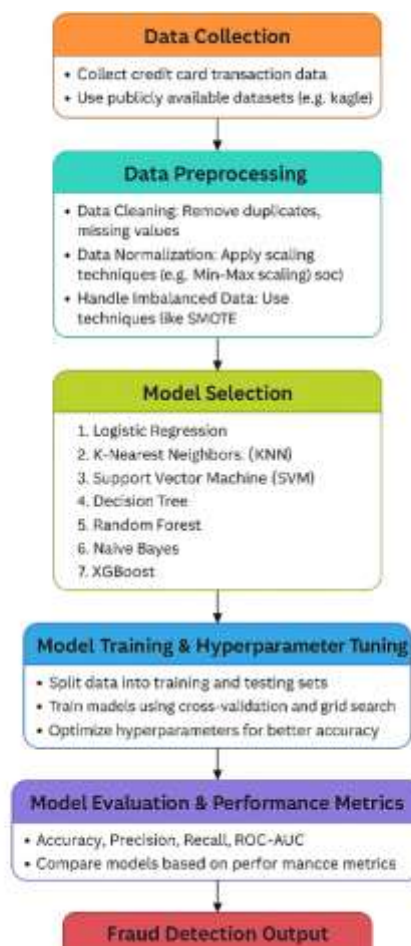 Data Collection
• Collect credit card transaction data
• Use publicly available datasets (e.g. kagle)
Data Preprocessing
• Data Cleaning: Remove duplicates,
missing values
• Data Normalization: Apply scaling
techniques (e.g. Min-Max scaling) soc)
• Handle Imbalanced Data: Use
techniques like SMOTE
Model Selection
1. Logistic Regression
2. K-Nearest Neighbors. (KNN)
3. Support Vector Machine (SVM)
4. Decision Tree
5. Random Forest
6. Naive Bayes
7. XGBoost
Model Training & Hyperparameter Tuning
• Split data into training and testing sets
• Train models using cross-validation and grid search
• Optimize hyperparameters for better accuracy
Model Evaluation & Performance Metrics
• Accuracy, Precision, Recall, ROC-AUC
• Compare models based on perfor mancce metrics
Fraud Detection Output